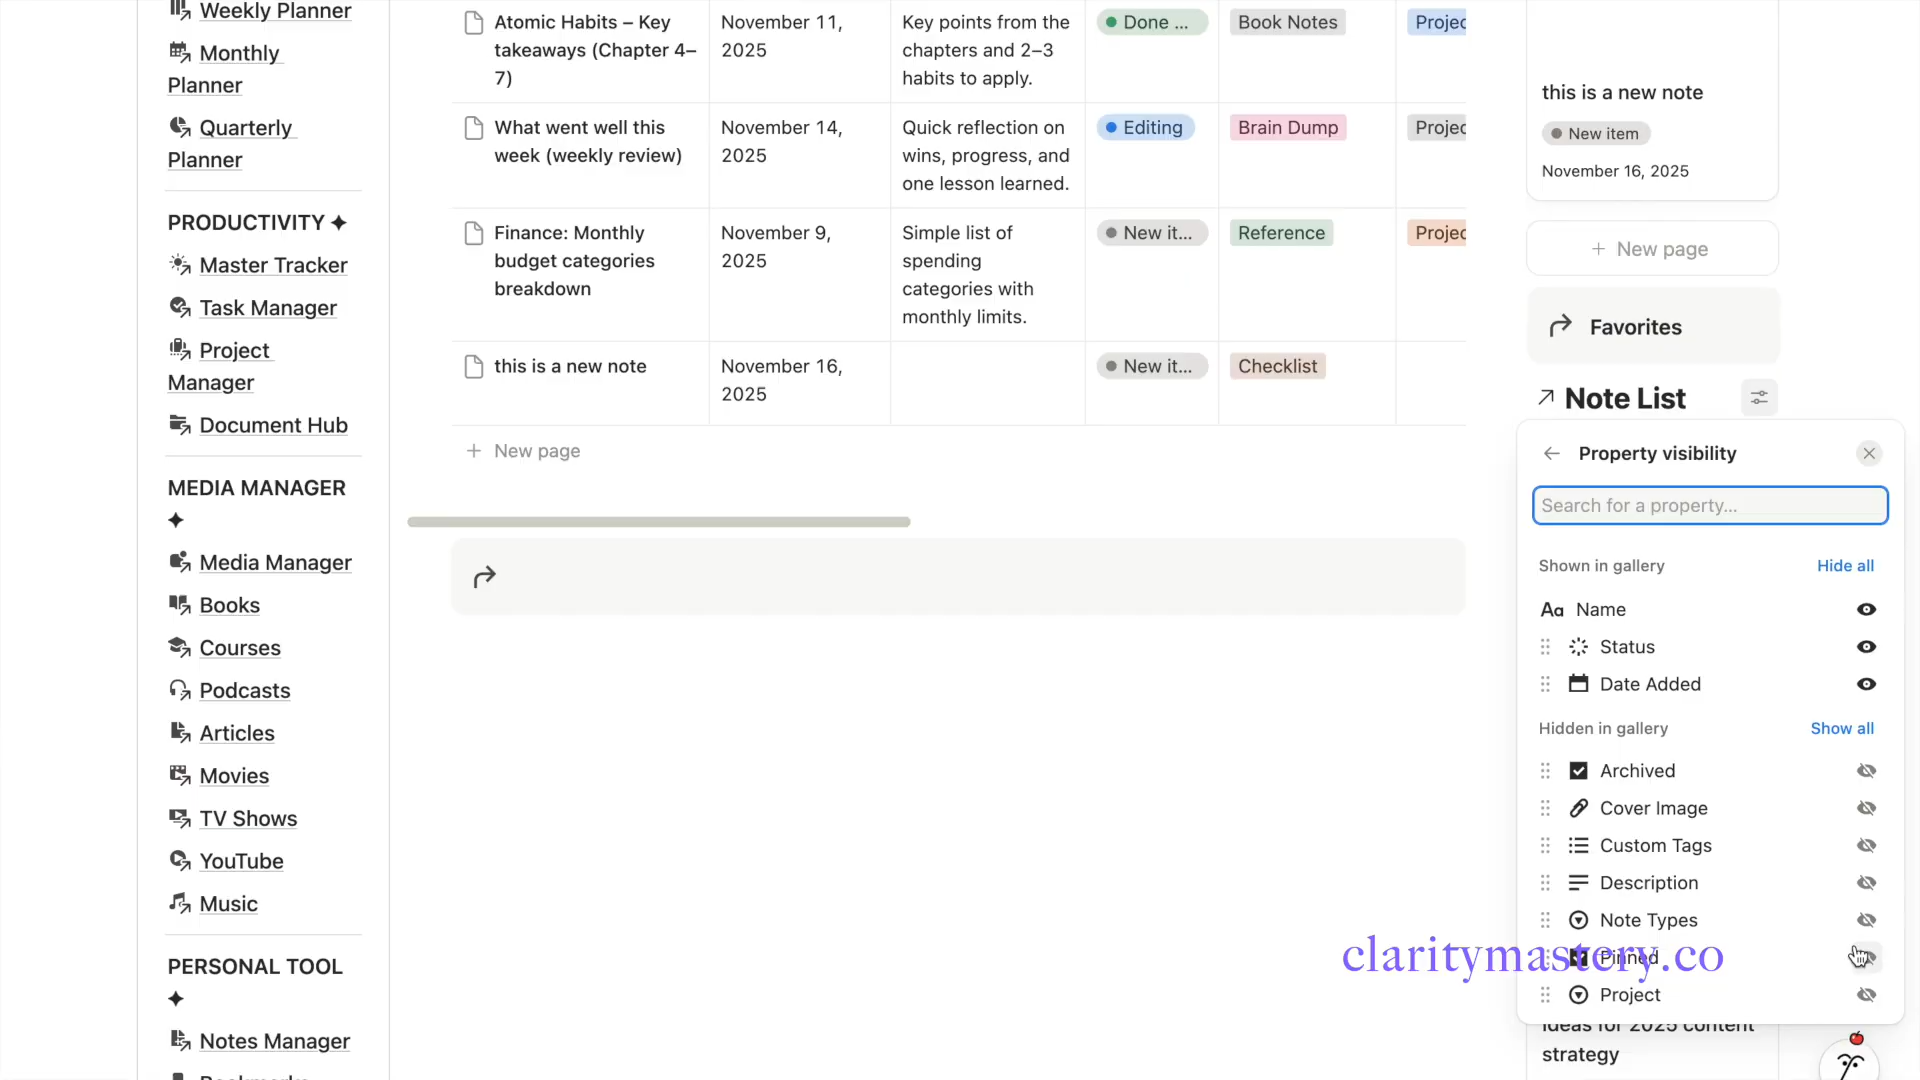 Weekly Planner
Monthly
Planner
Quarterly
Planner
PRODUCTIVITY ✦
Master Tracker
Task Manager
Project
Manager
Document Hub
MEDIA MANAGER
✦
Media Manager
Books
Courses
Podcasts
Articles
Movies
TV Shows
YouTube
Music
PERSONAL TOOL
✦
Notes Manager
Atomic Habits – Key
takeaways (Chapter 4–
7)
November 11,
2025
Key points from the
chapters and 2–3
habits to apply.
Done ...
Book Notes
Projec
What went well this
week (weekly review)
November 14,
2025
Quick reflection on
wins, progress, and
one lesson learned.
Editing
Brain Dump
Projec
Finance: Monthly
budget categories
breakdown
November 9,
2025
Simple list of
spending
categories with
monthly limits.
New it...
Reference
Projec
this is a new note
November 16,
2025
New it...
Checklist
+ New page
this is a new note
New item
November 16, 2025
+ New page
Favorites
Note List
Property visibility
Search for a property...
Shown in gallery
Hide all
Aa Name
Status
Date Added
Hidden in gallery
Show all
Archived
Cover Image
Custom Tags
Description
Note Types
Pinned
Project
claritymastery.co
Ideas for 2025 content
strategy